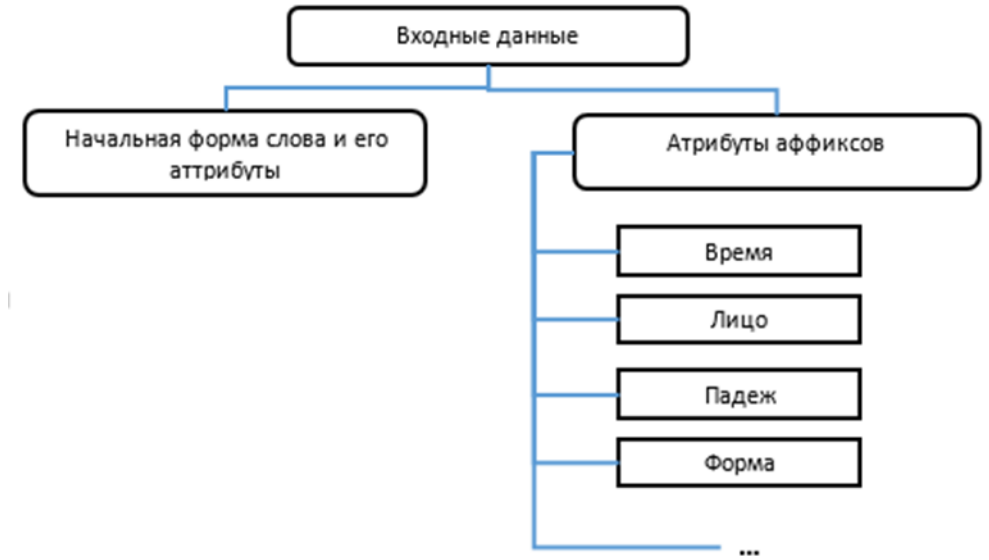 Входные данные
Начальная форма слова и его
аттрибуты
Атрибуты аффиксов
Время
Лицо
Падеж
Форма
...